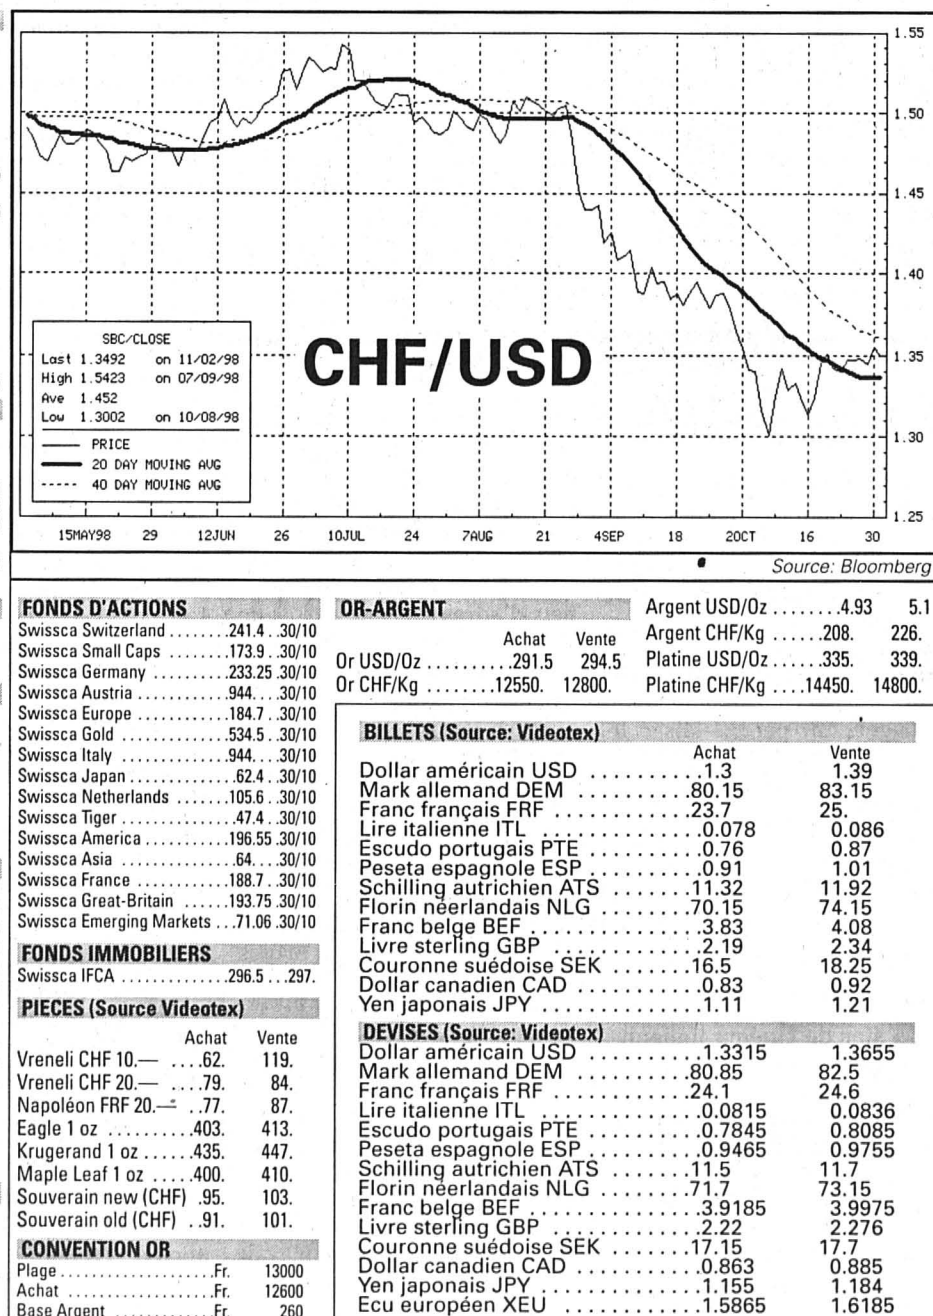 1.55
1.50
1.45
1.40
1.35
1.30
1.25
CHF/USD
SBC/CLOSE
Last 1.3492 on 11/02/98
High 1.5423 on 07/09/98
Ave 1.452
Low 1.3002 on 10/08/98
PRICE
20 DAY MOVING AVG
40 DAY MOVING AVG
15MAY98 29 12JUN 26 10JUL 24 7AUG 21 4SEP 18 20CT 16 30
Source: Bloomberg
FONDS D'ACTIONS
Swissca Switzerland ........241.4 ..30/10
Swissca Small Caps ........173.9 ..30/10
Swissca Germany ..........233.25 .30/10
Swissca Austria ............944. ...30/10
Swissca Europe ............184.7 ..30/10
Swissca Gold ..............534.5 ..30/10
Swissca Italy ..............944. ...30/10
Swissca Japan .............62.4 ..30/10
Swissca Netherlands .......105.6 ..30/10
Swissca Tiger ..............47.4 ..30/10
Swissca America ...........196.55 .30/10
Swissca Asia ..............64. ...30/10
Swissca France ............188.7 ..30/10
Swissca Great-Britain ......193.75 .30/10
Swissca Emerging Markets ...71.06 .30/10
FONDS IMMOBILIERS
Swissca IFCA .............296.5 ...297.
PIECES (Source Videotex)
Achat Vente
Vreneli CHF 10.— ....62. 119.
Vreneli CHF 20.— ....79. 84.
Napoléon FRF 20.— ..77. 87.
Eagle 1 oz ..........403. 413.
Krugerand 1 oz ......435. 447.
Maple Leaf 1 oz .....400. 410.
Souverain new (CHF) .95. 103.
Souverain old (CHF) ..91. 101.
CONVENTION OR
Plage ....................Fr. 13000
Achat ...................Fr. 12600
Base Argent .............Fr. 260
OR-ARGENT
Achat Vente
Or USD/Oz ..........291.5 294.5
Or CHF/Kg ........12550. 12800.
Argent USD/Oz ........4.93 5.1
Argent CHF/Kg ......208. 226.
Platine USD/Oz .....335. 339.
Platine CHF/Kg ....14450. 14800.
BILLETS (Source: Videotex)
Achat Vente
Dollar américain USD ..........1.3 1.39
Mark allemand DEM ..........80.15 83.15
Franc français FRF ............23.7 25.
Lire italienne ITL ..............0.078 0.086
Escudo portugais PTE .........0.76 0.87
Peseta espagnole ESP .........0.91 1.01
Schilling autrichien ATS .......11.32 11.92
Florin néerlandais NLG ........70.15 74.15
Franc belge BEF ..............3.83 4.08
Livre sterling GBP .............2.19 2.34
Couronne suédoise SEK .......16.5 18.25
Dollar canadien CAD ..........0.83 0.92
Yen japonais JPY .............1.11 1.21
DEVISES (Source: Videotex)
Dollar américain USD ..........1.3315 1.3655
Mark allemand DEM ..........80.85 82.5
Franc français FRF ............24.1 24.6
Lire italienne ITL ..............0.0815 0.0836
Escudo portugais PTE .........0.7845 0.8085
Peseta espagnole ESP .........0.9465 0.9755
Schilling autrichien ATS .......11.5 11.7
Florin néerlandais NLG ........71.7 73.15
Franc belge BEF ..............3.9185 3.9975
Livre sterling GBP .............2.22 2.276
Couronne suédoise SEK .......17.15 17.7
Dollar canadien CAD ..........0.863 0.885
Yen japonais JPY .............1.155 1.184
Ecu européen XEU ...........1.5865 1.6185